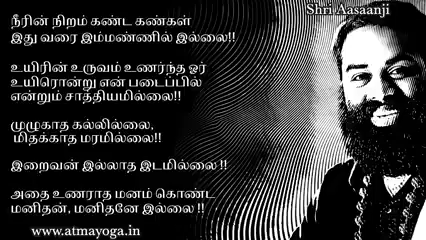 Shri Aasaanji
நீரின் நிறம் கண்ட கண்கள்
இது வரை இம்மண்ணில் இல்லை!!
உயிரின் உருவம் உணர்ந்த ஓர்
உயிரொன்று என் படைப்பில்
என்றும் சாத்தியமில்லை!!
முழுகாத கல்லில்லை,
மிதக்காத மரமில்லை!!
இறைவன் இல்லாத இடமில்லை !!
அதை உணராத மனம் கொண்ட
மனிதன், மனிதனே இல்லை !!
www.atmayoga.in